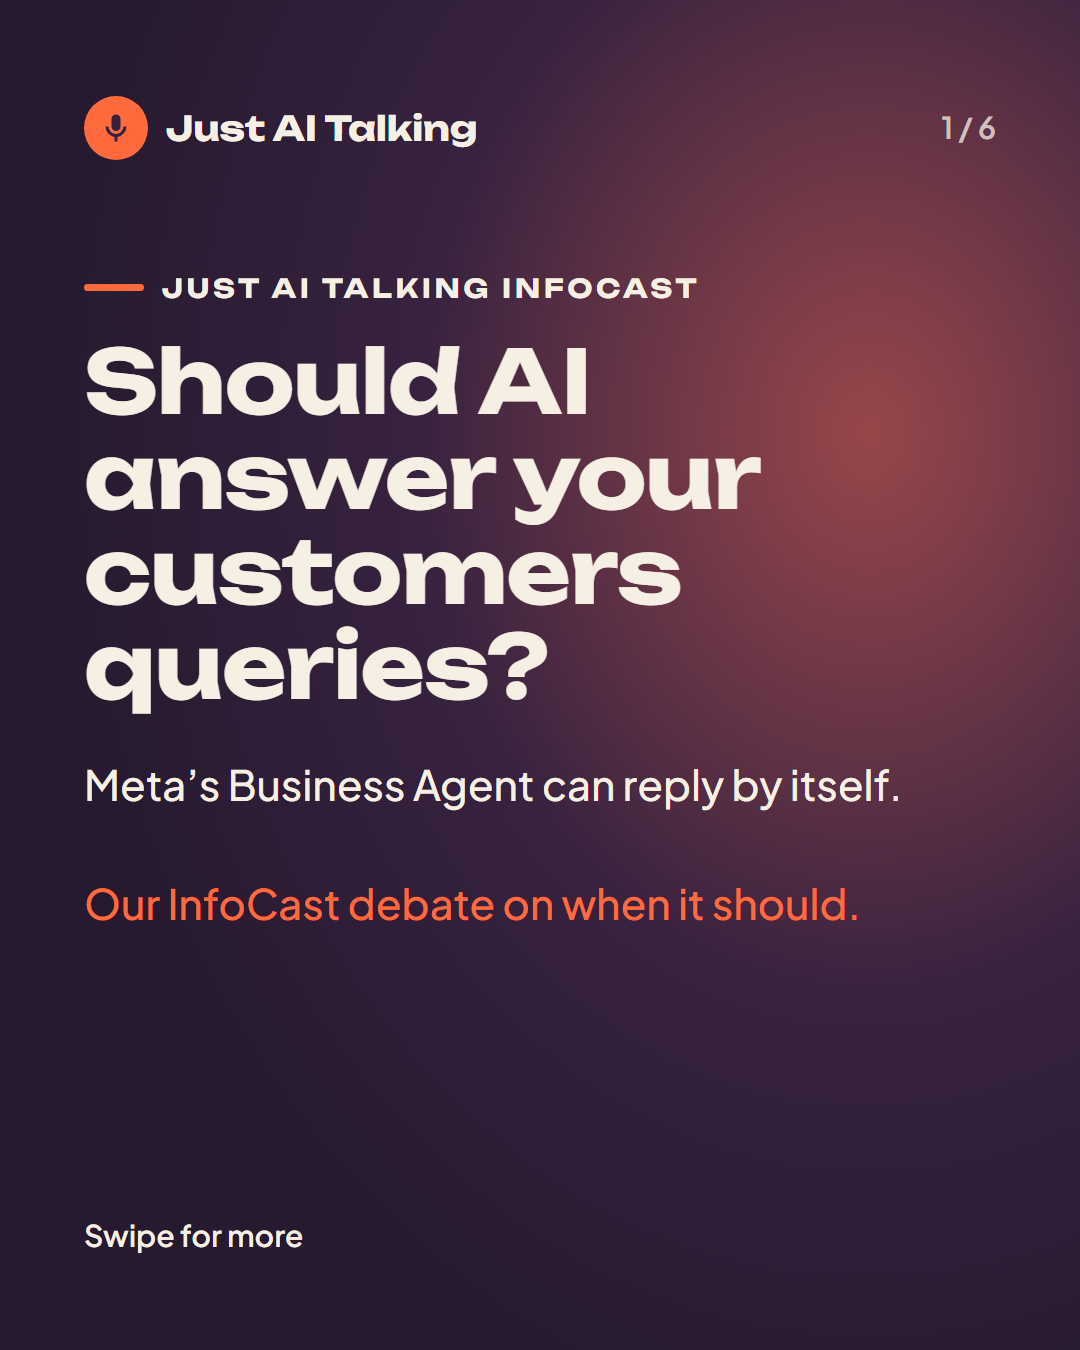 Just AI Talking
1/6
JUST AI TALKING INFOCAST
Should AI
answer your
customers
queries?
Meta’s Business Agent can reply by itself.
Our InfoCast debate on when it should.
Swipe for more